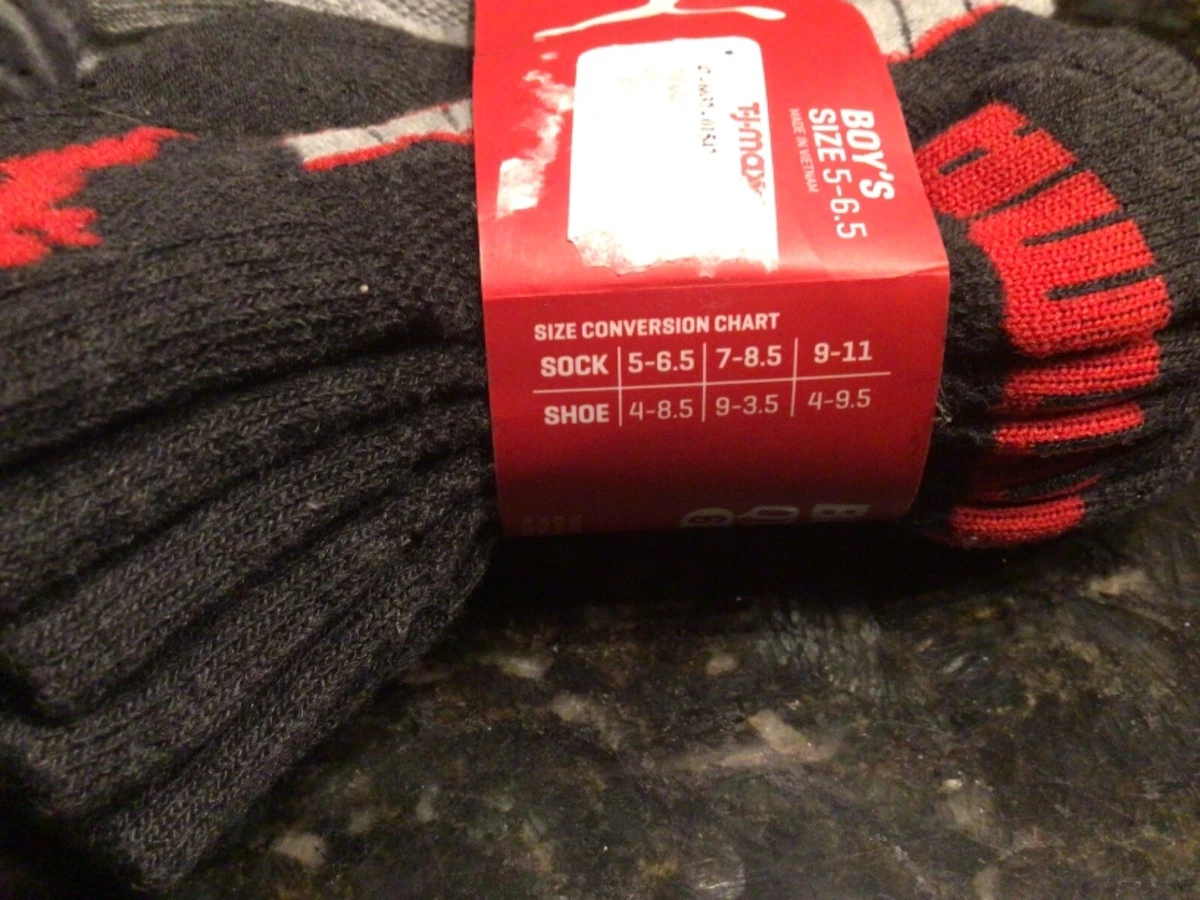 TJ-maxx
BOY'S
SIZE 5-6.5
MADE IN VIETNAM
SIZE CONVERSION CHART
SOCK 5-6.5 7-8.5 9-11
SHOE 4-8.5 9-3.5 4-9.5